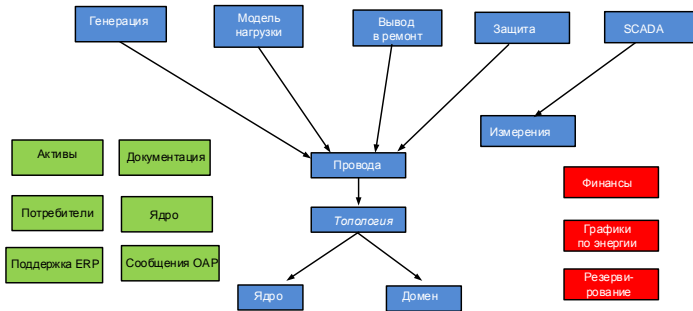 Генерация
Модель
нагрузки
Вывод
в ремонт
Защита
SCADA
Измерения
Активы
Документация
Провода
Финансы
Потребители
Ядро
Топология
Графики
по энергии
Поддержка ERP
Сообщения ОАР
Ядро
Домен
Резерви-
рование